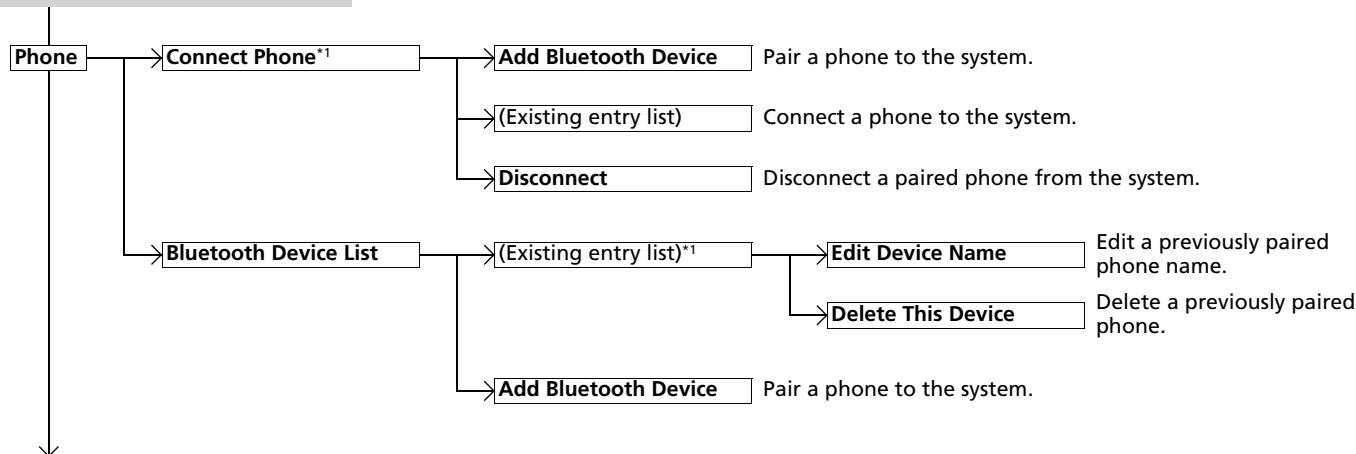 Phone
Connect Phone*1
Add Bluetooth Device
Pair a phone to the system.
(Existing entry list)
Connect a phone to the system.
Disconnect
Disconnect a paired phone from the system.
Bluetooth Device List
(Existing entry list)*1
Edit Device Name
Edit a previously paired
phone name.
Delete This Device
Delete a previously paired
phone.
Add Bluetooth Device
Pair a phone to the system.